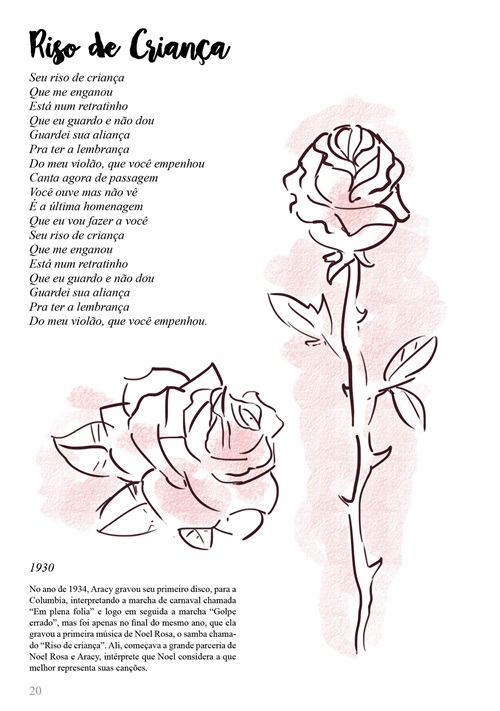 Riso de Criança
Seu riso de criança
Que me enganou
Está num retratinho
Que eu guardo e não dou
Guardei sua aliança
Pra ter a lembrança
Do meu violão, que você empenhou
Canta agora de passagem
Você ouve mas não vê
É a última homenagem
Que eu vou fazer a você
Seu riso de criança
Que me enganou
Está num retratinho
Que eu guardo e não dou
Guardei sua aliança
Pra ter a lembrança
Do meu violão, que você empenhou.
1930
No ano de 1934, Aracy gravou seu primeiro disco, para a
Columbia, interpretando a marcha de carnaval chamada
“Em plena folia” e logo em seguida a marcha “Golpe
errado”, mas foi apenas no final do mesmo ano, que ela
gravou a primeira música de Noel Rosa, o samba chama-
do “Riso de criança”. Ali, começava a grande parceria de
Noel Rosa e Aracy, intérprete que Noel considera a que
melhor representa suas canções.
20